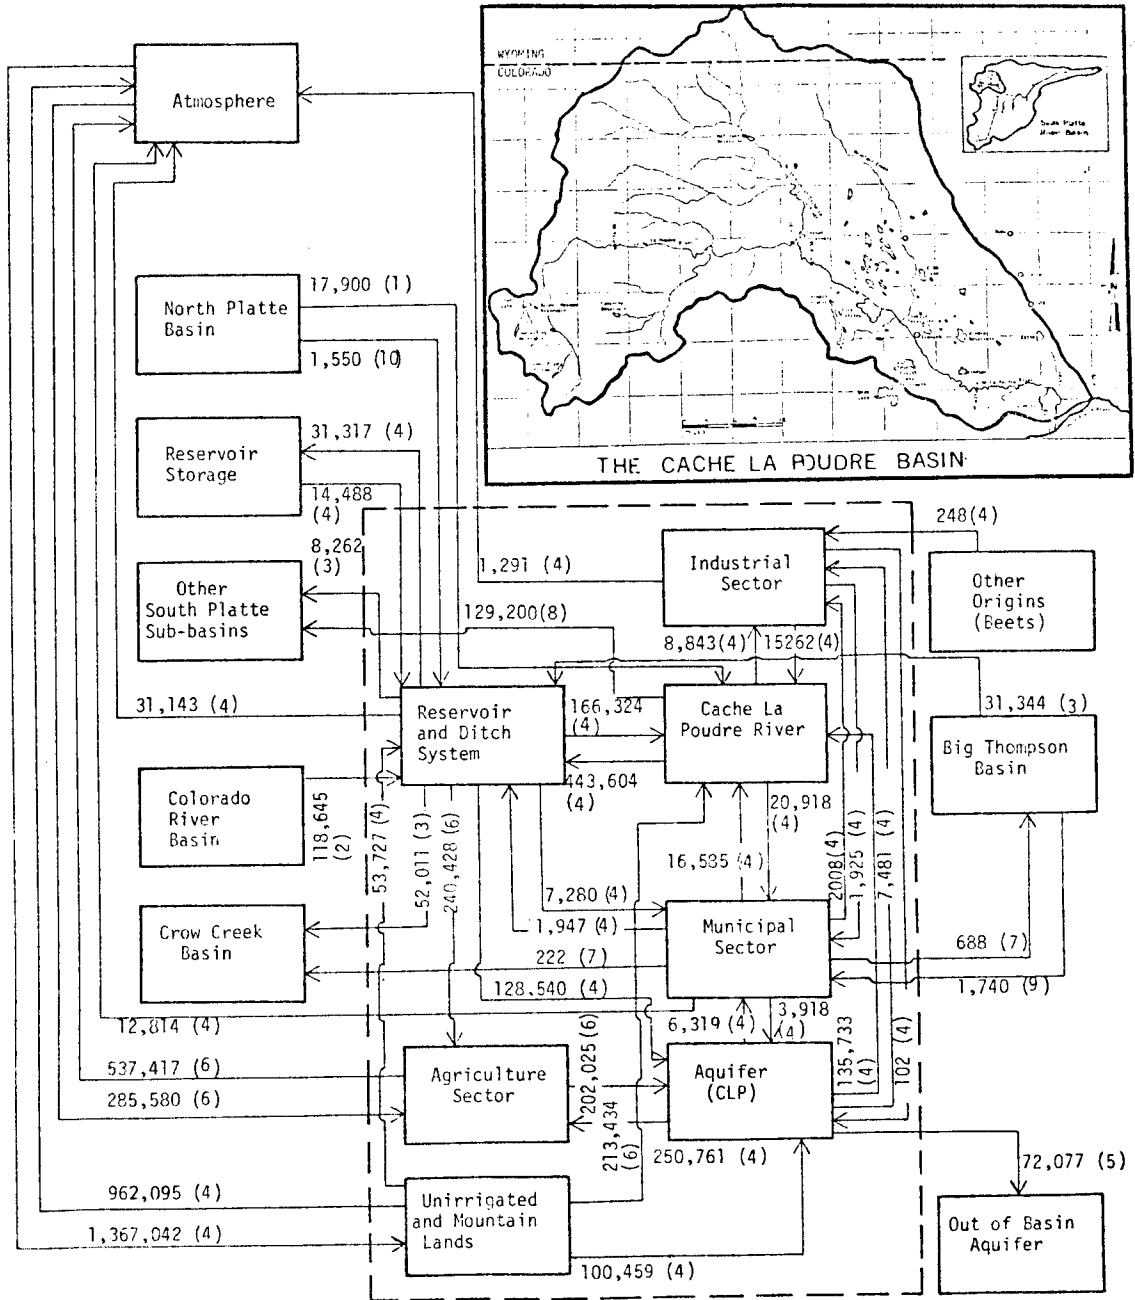 Atmosphere
WYOMING
COLORADO
South Platte
River Basin
THE CACHE LA POUDRE BASIN
North Platte
Basin
17,900 (1)
1,550 (10)
Reservoir
Storage
31,317 (4)
14,488
(4)
Other
South Platte
Sub-basins
8,262
(3)
129,200(8)
1,291 (4)
Industrial
Sector
248(4)
Other
Origins
(Beets)
8,843(4)
15262(4)
31,143 (4)
Reservoir
and Ditch
System
166,324
(4)
443,604
(4)
Cache La
Poudre River
31,344 (3)
Big Thompson
Basin
Colorado
River
Basin
118,645
(2)
53,727 (4)
52,011 (3)
240,428 (6)
20,918
(4)
16,535 (4)
2008(4)
1,925 (4)
7,481 (4)
Crow Creek
Basin
7,280 (4)
1,947 (4)
222 (7)
128,540 (4)
Municipal
Sector
688 (7)
1,740 (9)
12,814 (4)
6,319 (4)
3,918
(4)
135,733
(4)
102 (4)
537,417 (6)
285,580 (6)
Agriculture
Sector
202,025 (6)
213,434
(6)
Aquifer
(CLP)
250,761 (4)
72,077 (5)
962,095 (4)
1,367,042 (4)
Unirrigated
and Mountain
Lands
100,459 (4)
Out of Basin
Aquifer